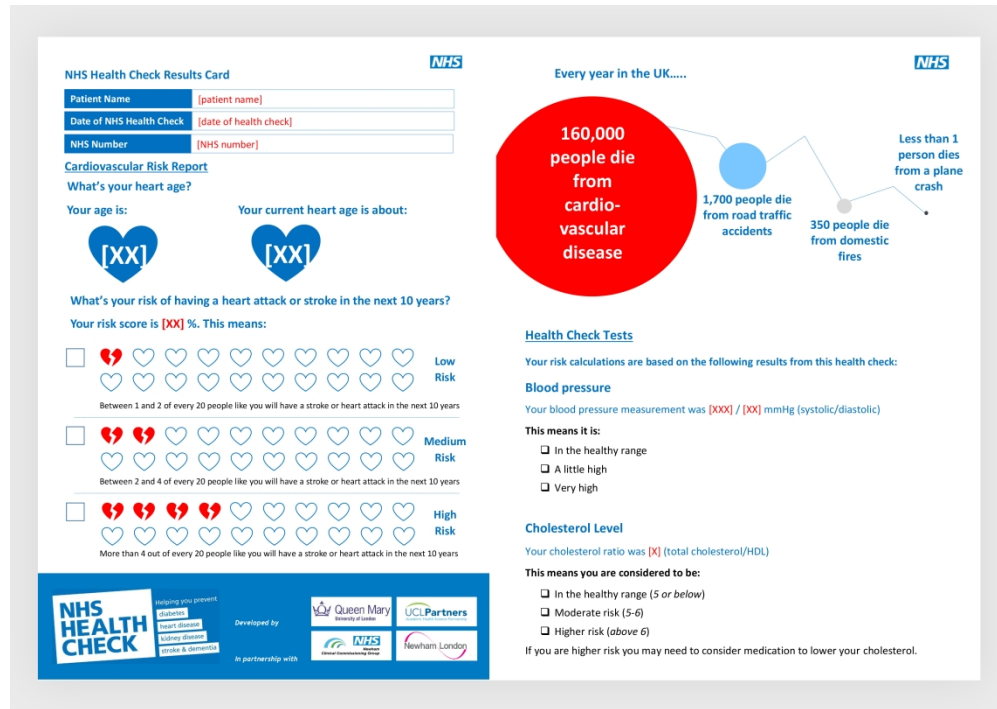 NHS
NHS Health Check Results Card
Patient Name [patient name]
Date of NHS Health Check [date of health check]
NHS Number [NHS number]
Cardiovascular Risk Report
What's your heart age?
Your age is: Your current heart age is about:
[XX] [XX]
What's your risk of having a heart attack or stroke in the next 10 years?
Your risk score is [XX] %. This means:
Low
Risk
Between 1 and 2 of every 20 people like you will have a stroke or heart attack in the next 10 years
Medium
Risk
Between 2 and 4 of every 20 people like you will have a stroke or heart attack in the next 10 years
High
Risk
More than 4 out of every 20 people like you will have a stroke or heart attack in the next 10 years
NHS
HEALTH
CHECK
Helping you prevent
diabetes
heart disease
kidney disease
stroke & dementia
Developed by
In partnership with
Queen Mary
University of London
UCLPartners
Academic Health Science Partnership
NHS
Newham
Clinical Commissioning Group
Newham London
NHS
Every year in the UK.....
160,000
people die
from
cardio-
vascular
disease
1,700 people die
from road traffic
accidents
350 people die
from domestic
fires
Less than 1
person dies
from a plane
crash
Health Check Tests
Your risk calculations are based on the following results from this health check:
Blood pressure
Your blood pressure measurement was [XXX] / [XX] mmHg (systolic/diastolic)
This means it is:
In the healthy range
A little high
Very high
Cholesterol Level
Your cholesterol ratio was [X] (total cholesterol/HDL)
This means you are considered to be:
In the healthy range (5 or below)
Moderate risk (5-6)
Higher risk (above 6)
If you are higher risk you may need to consider medication to lower your cholesterol.